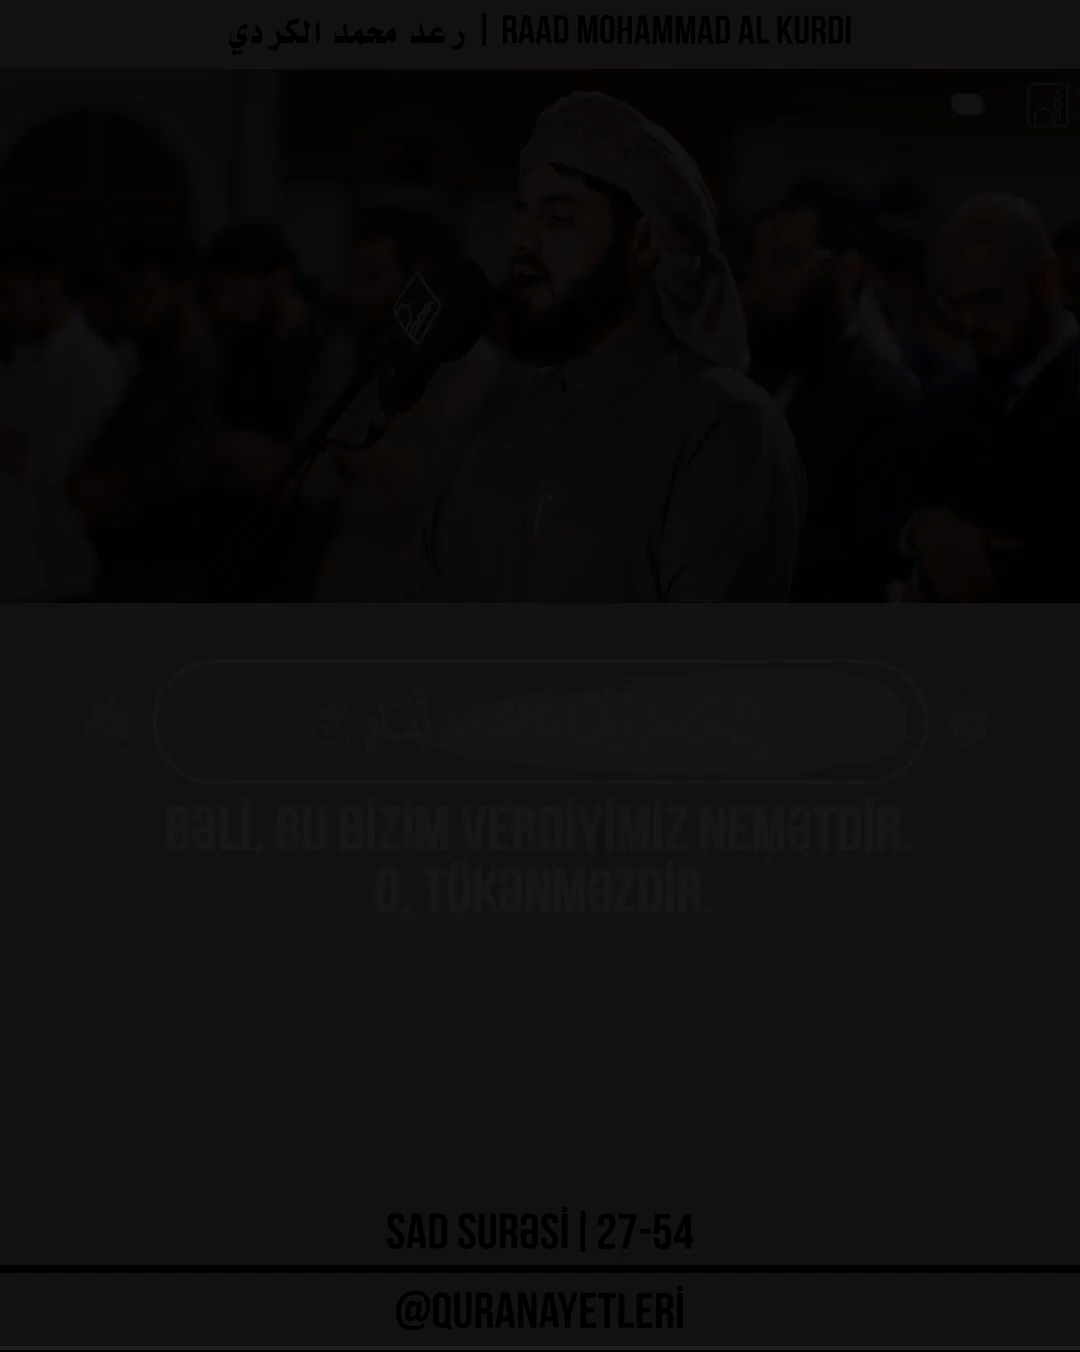 رعد محمد الكردي | RAAD MOHAMMAD AL KURDI
BƏLİ, BU BİZİM VERDİYİMİZ NEMƏTDİR.
O, TÜKƏNMƏZDİR.
SAD SURƏSİ | 27-54
@QURANAYETLERİ